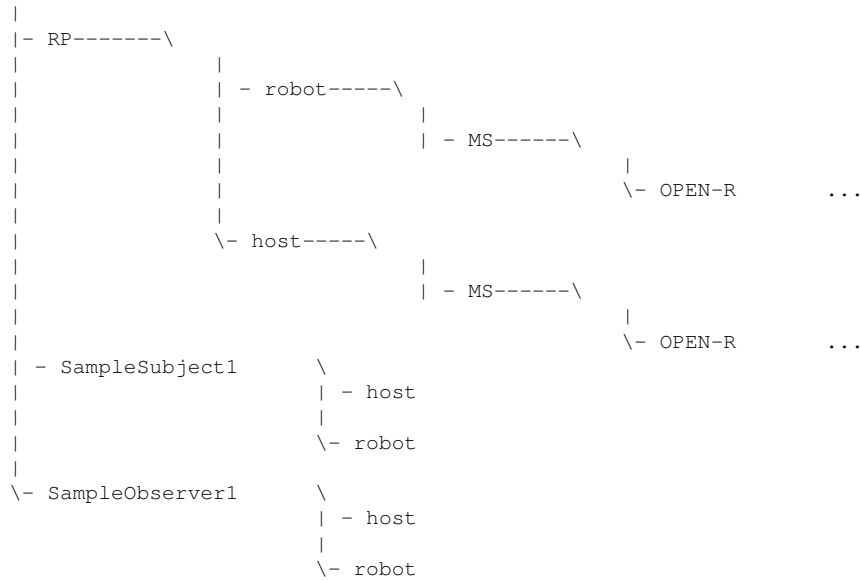 |
|- RP-------\
|                    |
|                    | - robot-----\
|                    |                    |
|                    |                    | - MS------\
|                    |                                        |
|                    |                                        \- OPEN-R        ...
|                    |
|                    \- host-----\
|                                         |
|                                         | - MS------\
|                                                             |
|                                                             \- OPEN-R        ...
| - SampleSubject1        \
|                              | - host
|                              |
|                              \- robot
|
\- SampleObserver1        \
                               | - host
                               |
                               \- robot